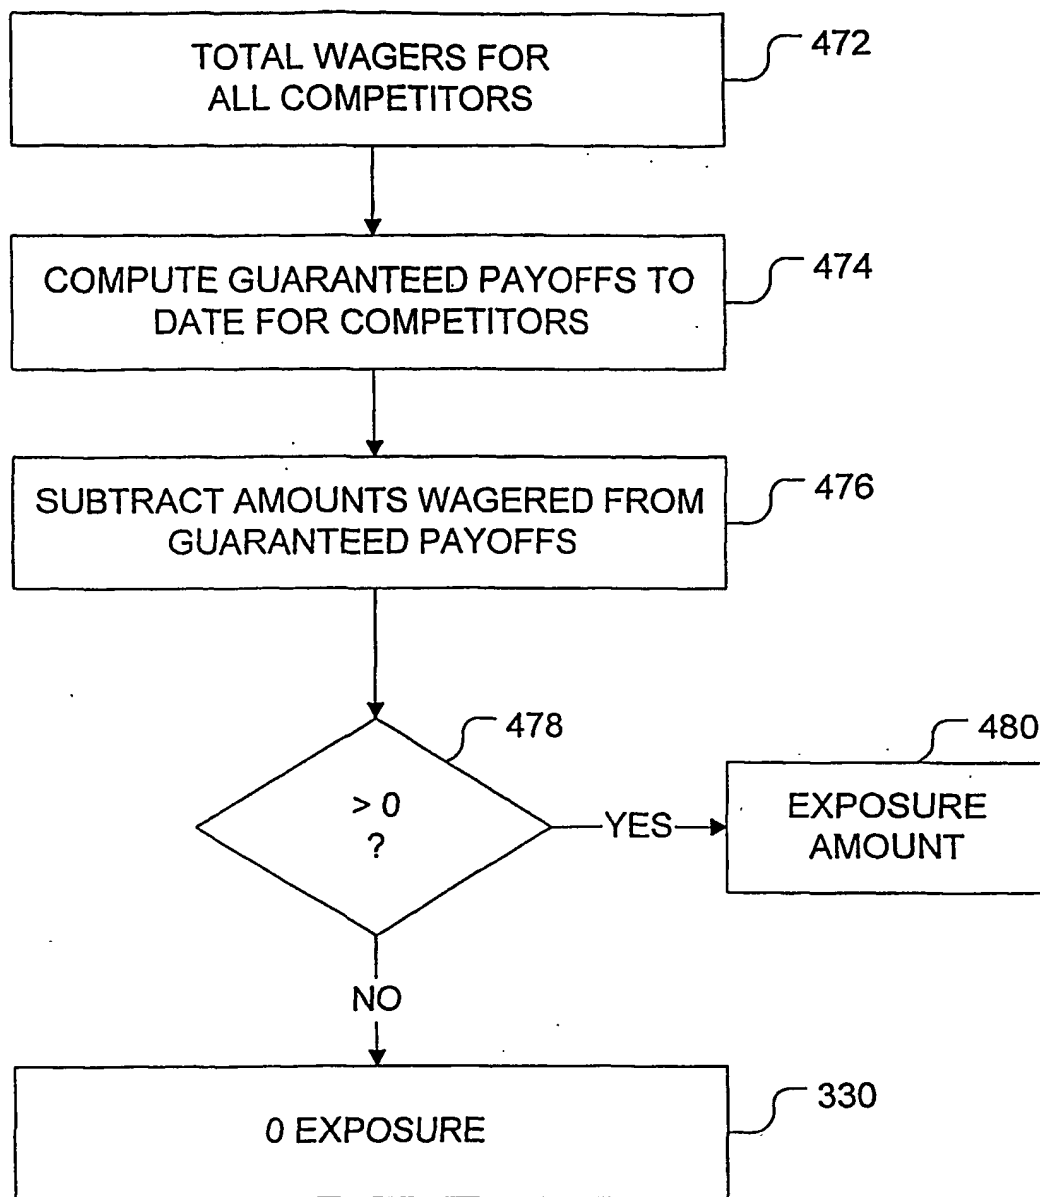 TOTAL WAGERS FOR
ALL COMPETITORS
472
COMPUTE GUARANTEED PAYOFFS TO
DATE FOR COMPETITORS
474
SUBTRACT AMOUNTS WAGERED FROM
GUARANTEED PAYOFFS
476
478
> 0
?
YES
480
EXPOSURE
AMOUNT
NO
0 EXPOSURE
330